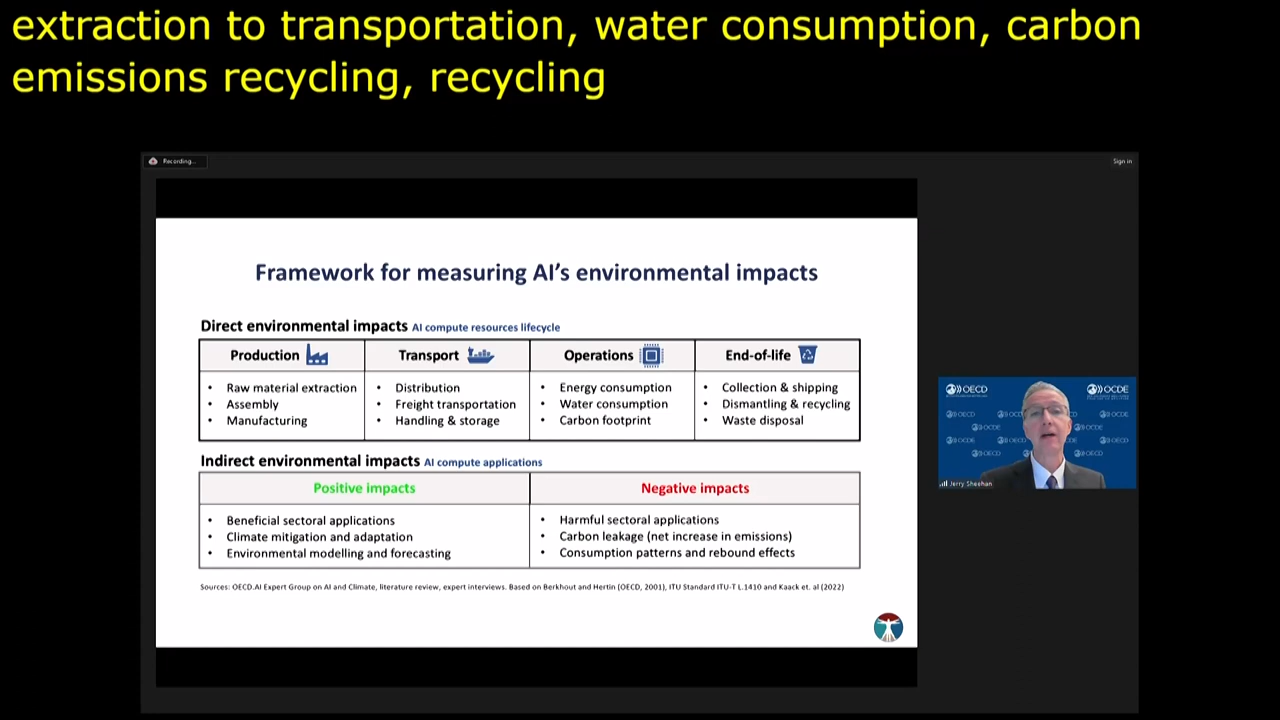 extraction to transportation, water consumption, carbon
emissions recycling, recycling
Recording...
Sign in
Framework for measuring AI's environmental impacts
Direct environmental impacts AI compute resources lifecycle
Production
Transport
Operations
End-of-life
• Raw material extraction
• Assembly
• Manufacturing
• Distribution
• Freight transportation
• Handling & storage
• Energy consumption
• Water consumption
• Carbon footprint
• Collection & shipping
• Dismantling & recycling
• Waste disposal
Indirect environmental impacts AI compute applications
Positive impacts
Negative impacts
• Beneficial sectoral applications
• Climate mitigation and adaptation
• Environmental modelling and forecasting
• Harmful sectoral applications
• Carbon leakage (net increase in emissions)
• Consumption patterns and rebound effects
Sources: OECD.AI Expert Group on AI and Climate, literature review, expert interviews. Based on Berkhout and Hertin (OECD, 2001), ITU Standard ITU-T L.1410 and Kaack et. al (2022)
OECD
OCDE
Jerry Sheehan